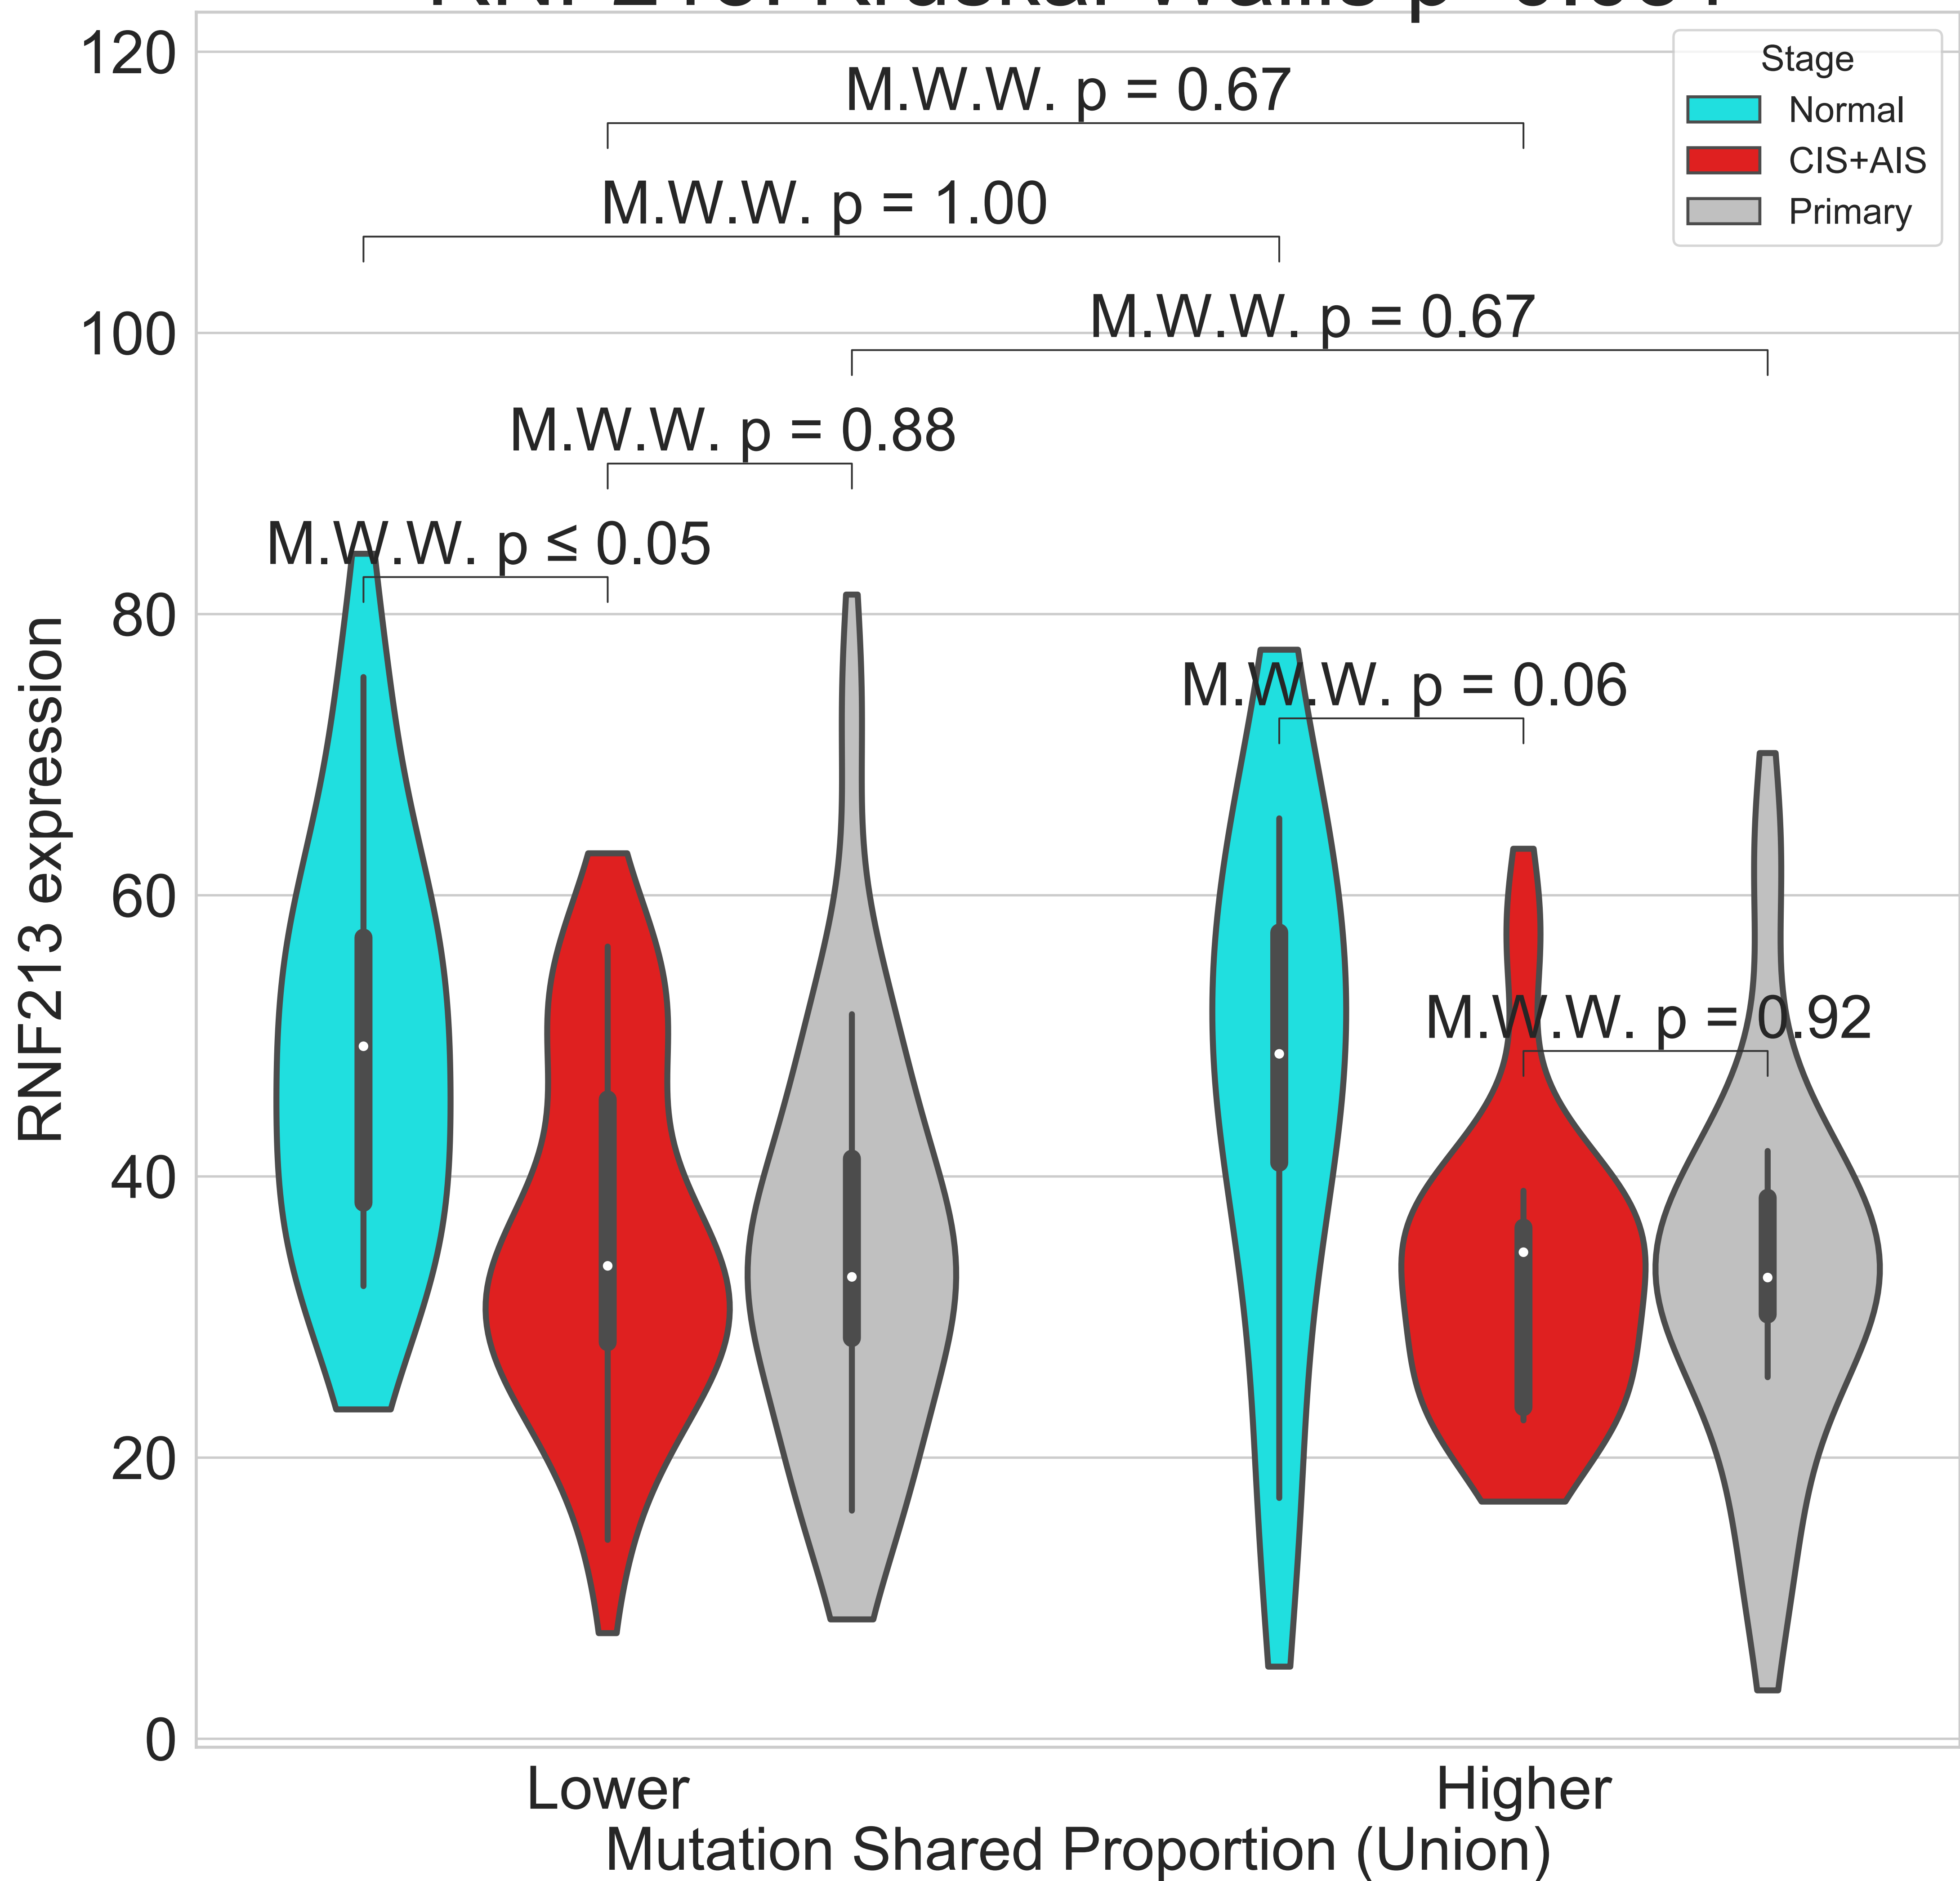 120
100
80
60
40
20
0
RNF213 expression
M.W.W. p = 0.67
M.W.W. p = 1.00
M.W.W. p = 0.67
M.W.W. p = 0.88
M.W.W. p ≤ 0.05
M.W.W. p = 0.06
M.W.W. p = 0.92
Stage
Normal
CIS+AIS
Primary
Lower
Higher
Mutation Shared Proportion (Union)